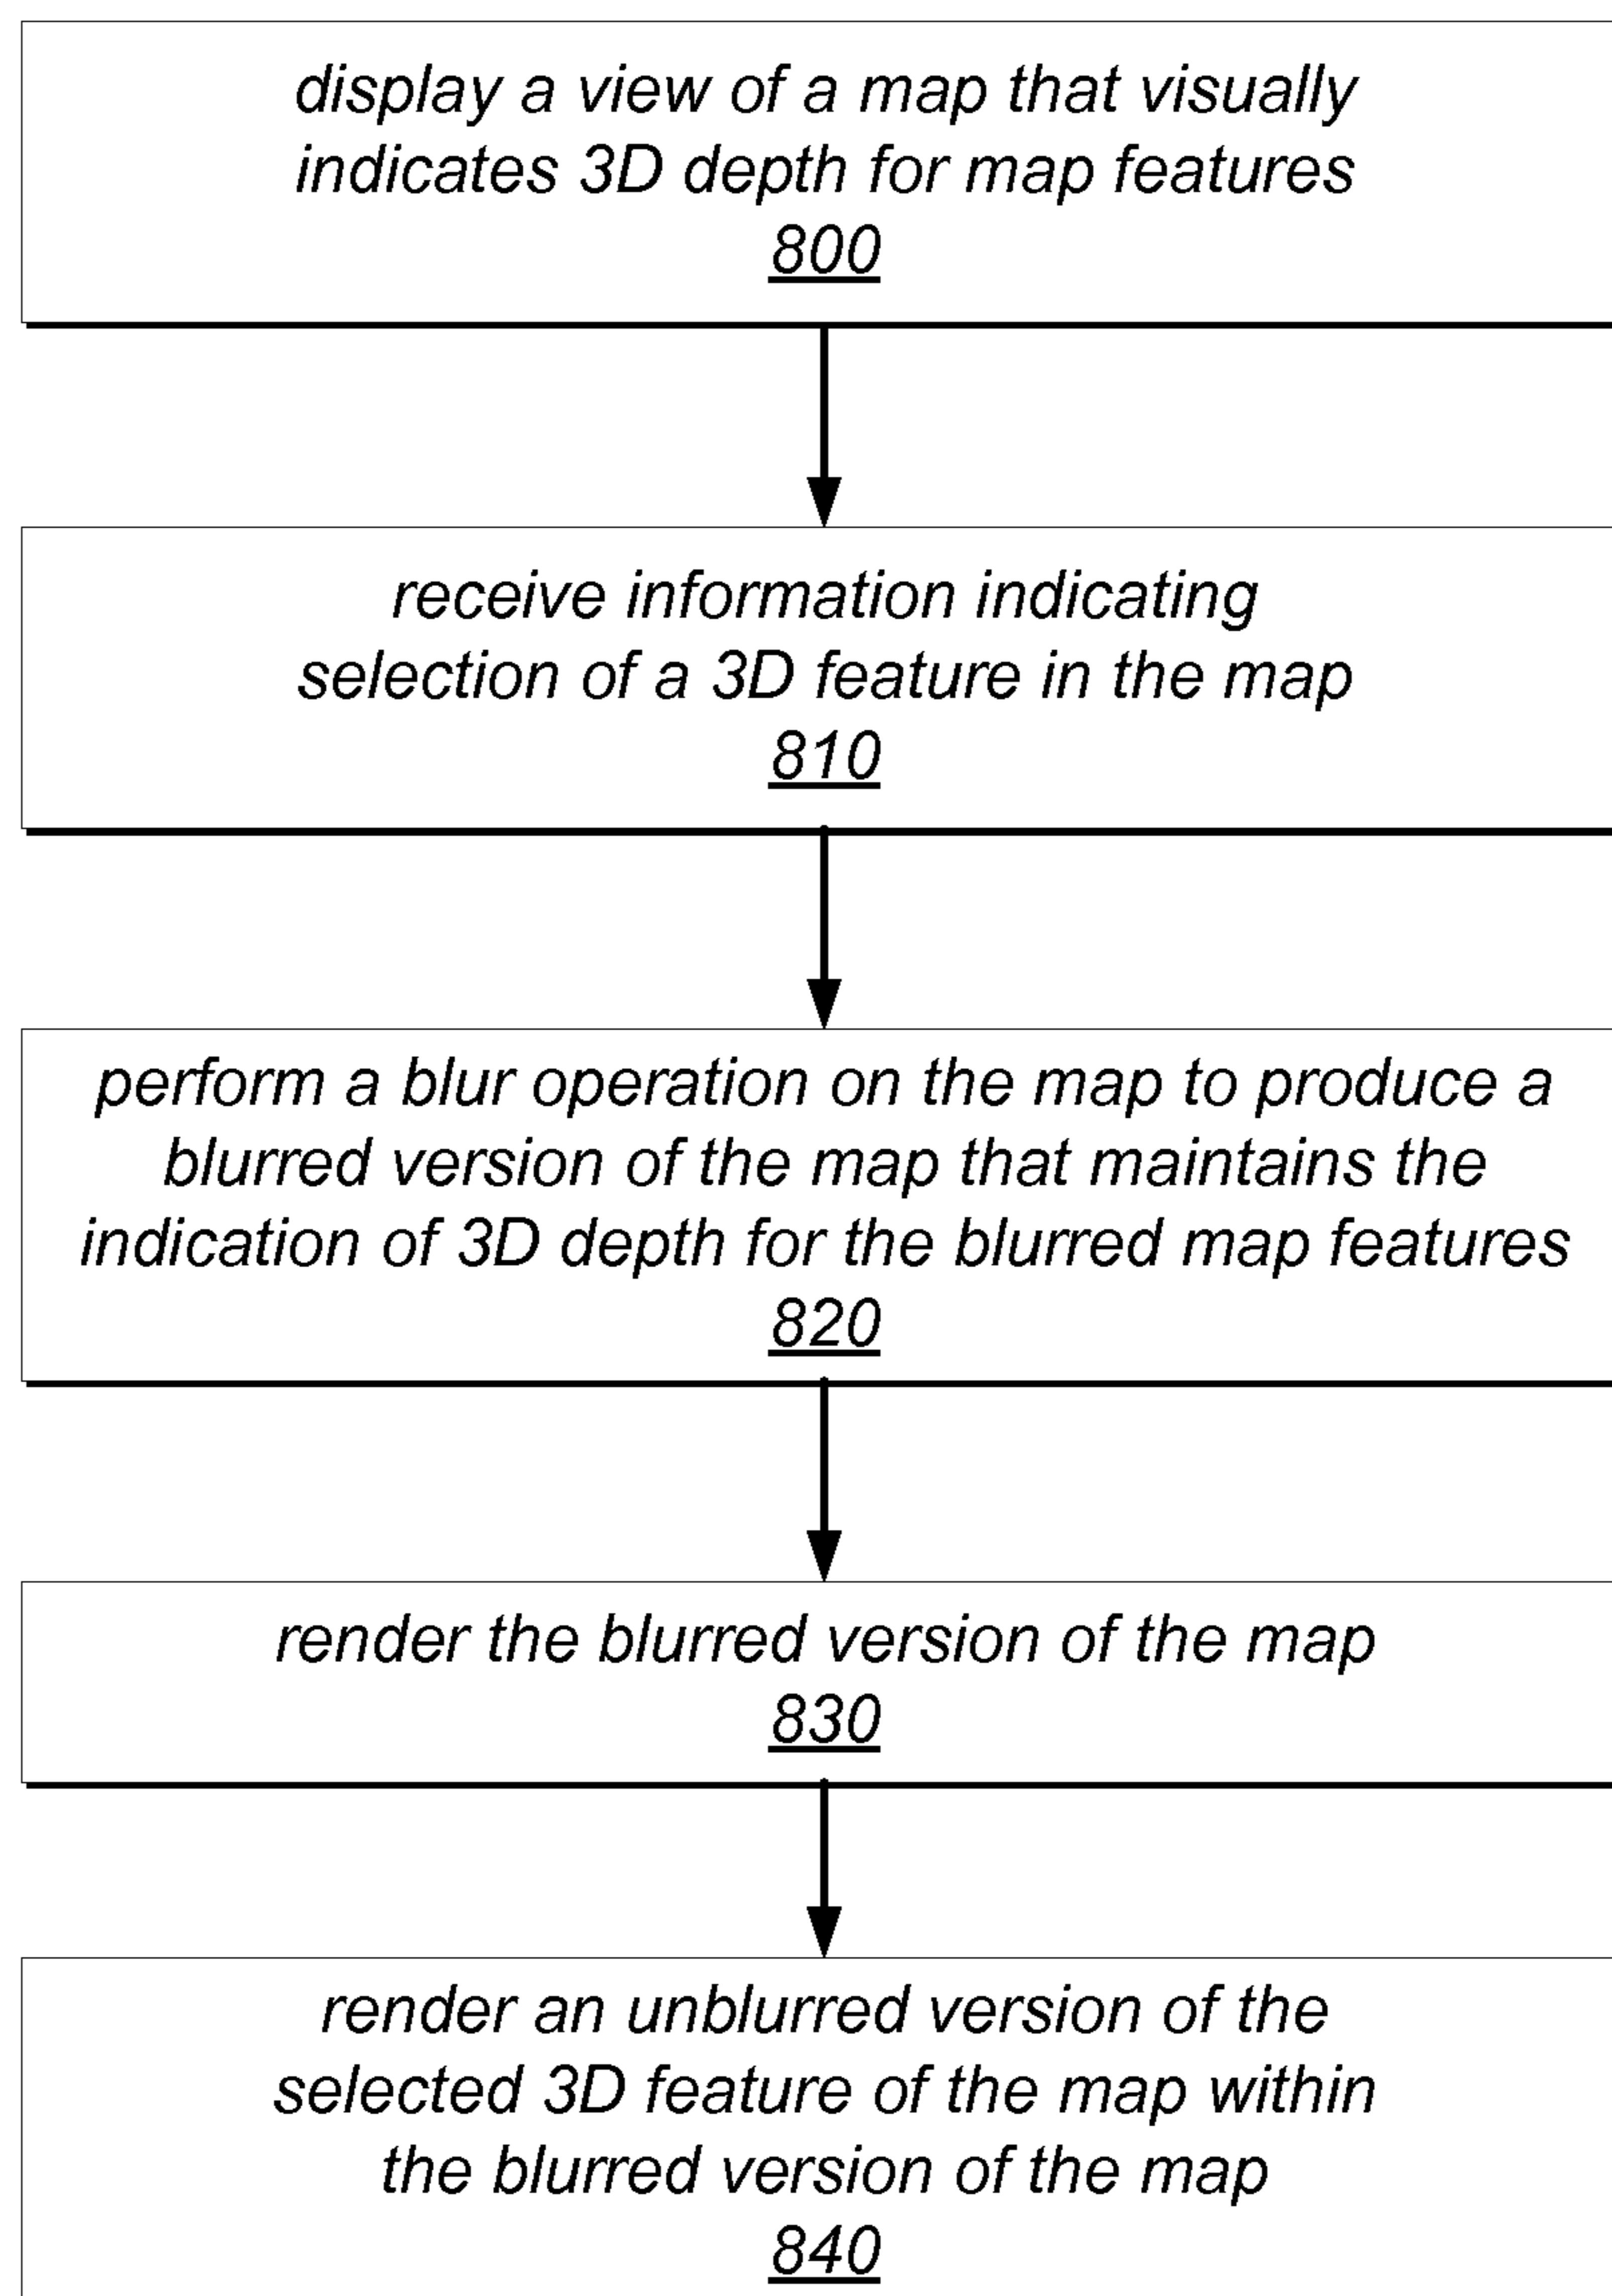 display a view of a map that visually
indicates 3D depth for map features
800
receive information indicating
selection of a 3D feature in the map
810
perform a blur operation on the map to produce a
blurred version of the map that maintains the
indication of 3D depth for the blurred map features
820
render the blurred version of the map
830
render an unblurred version of the
selected 3D feature of the map within
the blurred version of the map
840